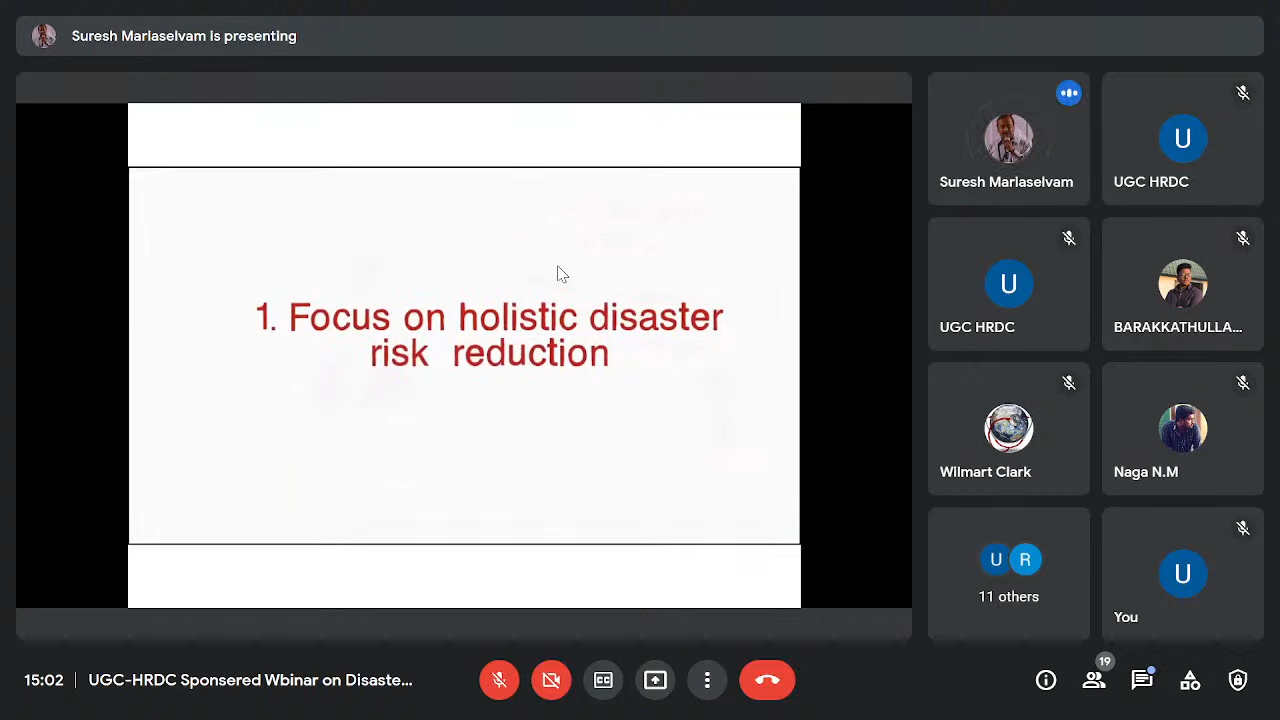 Suresh Mariaselvam is presenting
1. Focus on holistic disaster
risk reduction
Suresh Mariaselvam
U
UGC HRDC
U
UGC HRDC
BARAKKATHULLA...
Wilmart Clark
Naga N.M
U R
11 others
U
You
15:02 | UGC-HRDC Sponsered Wbinar on Disaste...
CC
19